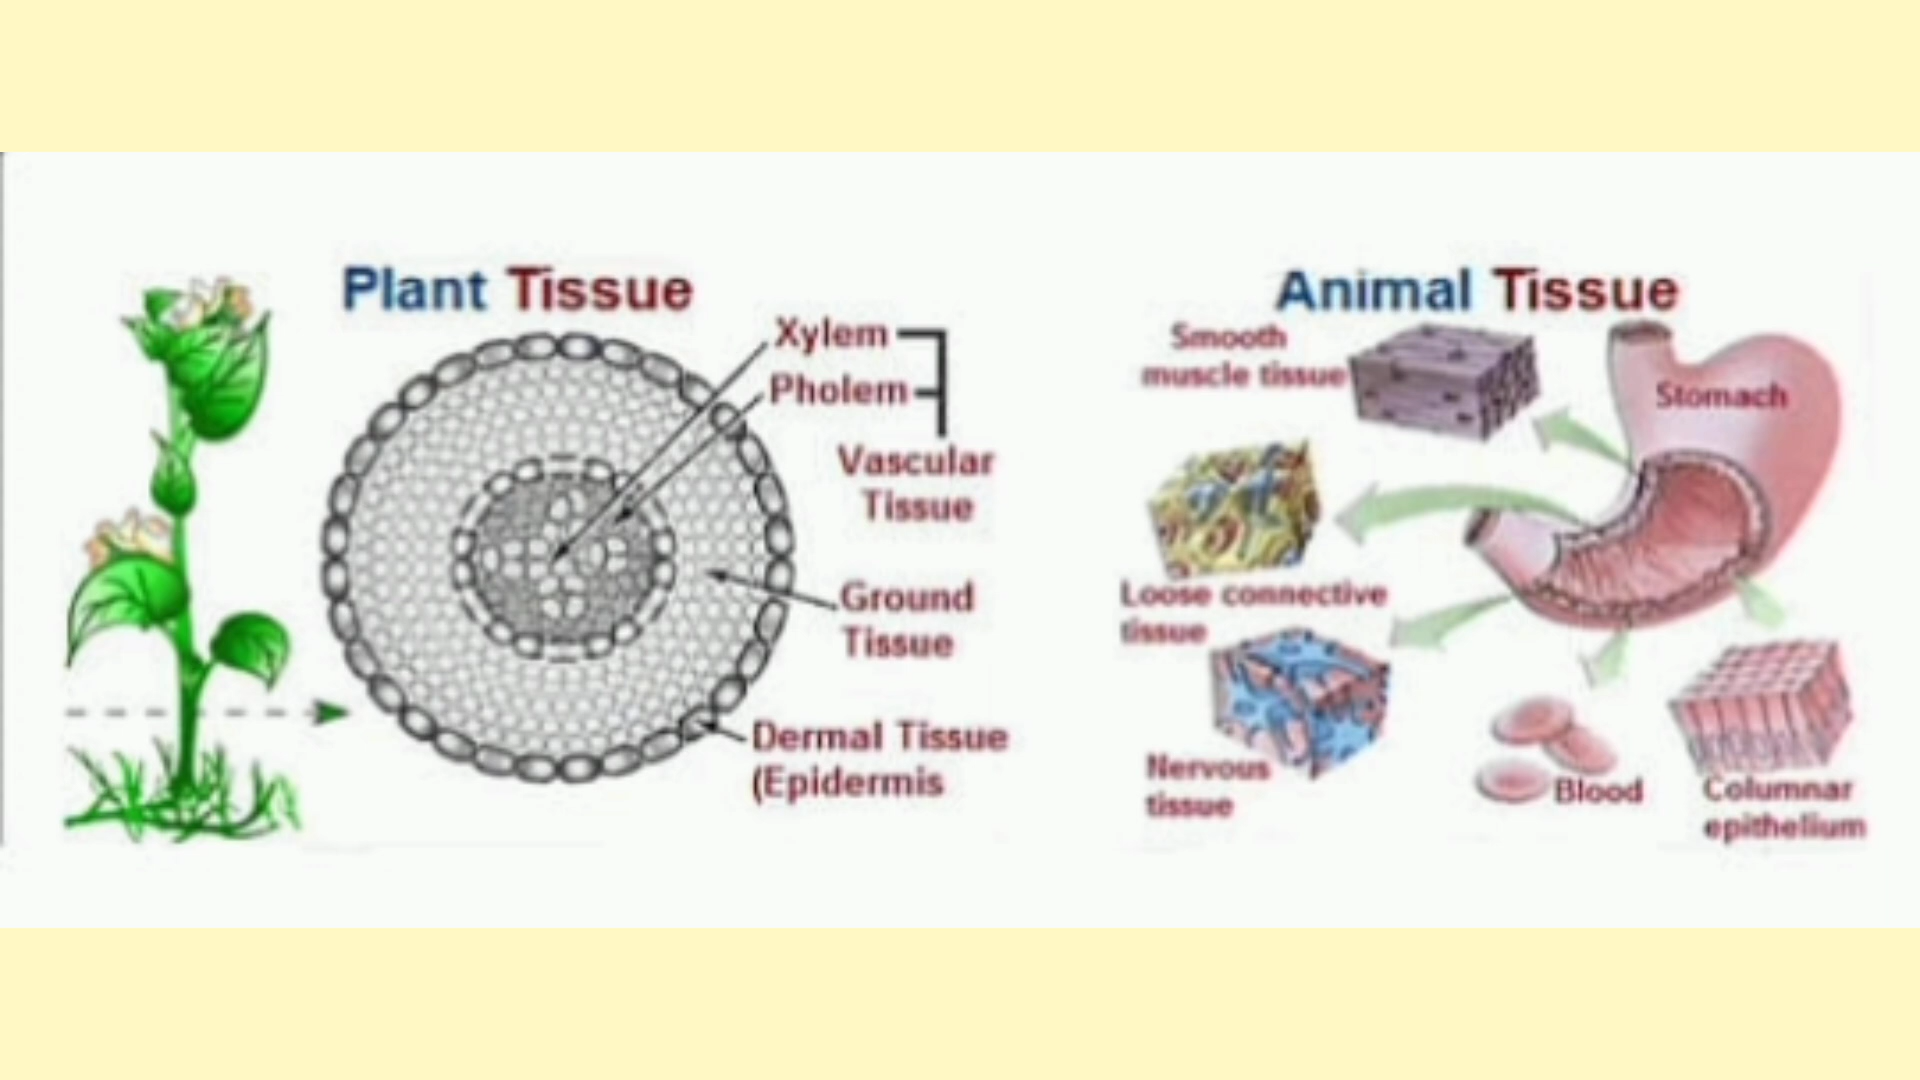 Plant Tissue
Xylem
Pholem
Vascular
Tissue
Ground
Tissue
Dermal Tissue
(Epidermis
Animal Tissue
Smooth
muscle tissue
Stomach
Loose connective
tissue
Nervous
tissue
Blood
Columnar
epithelium